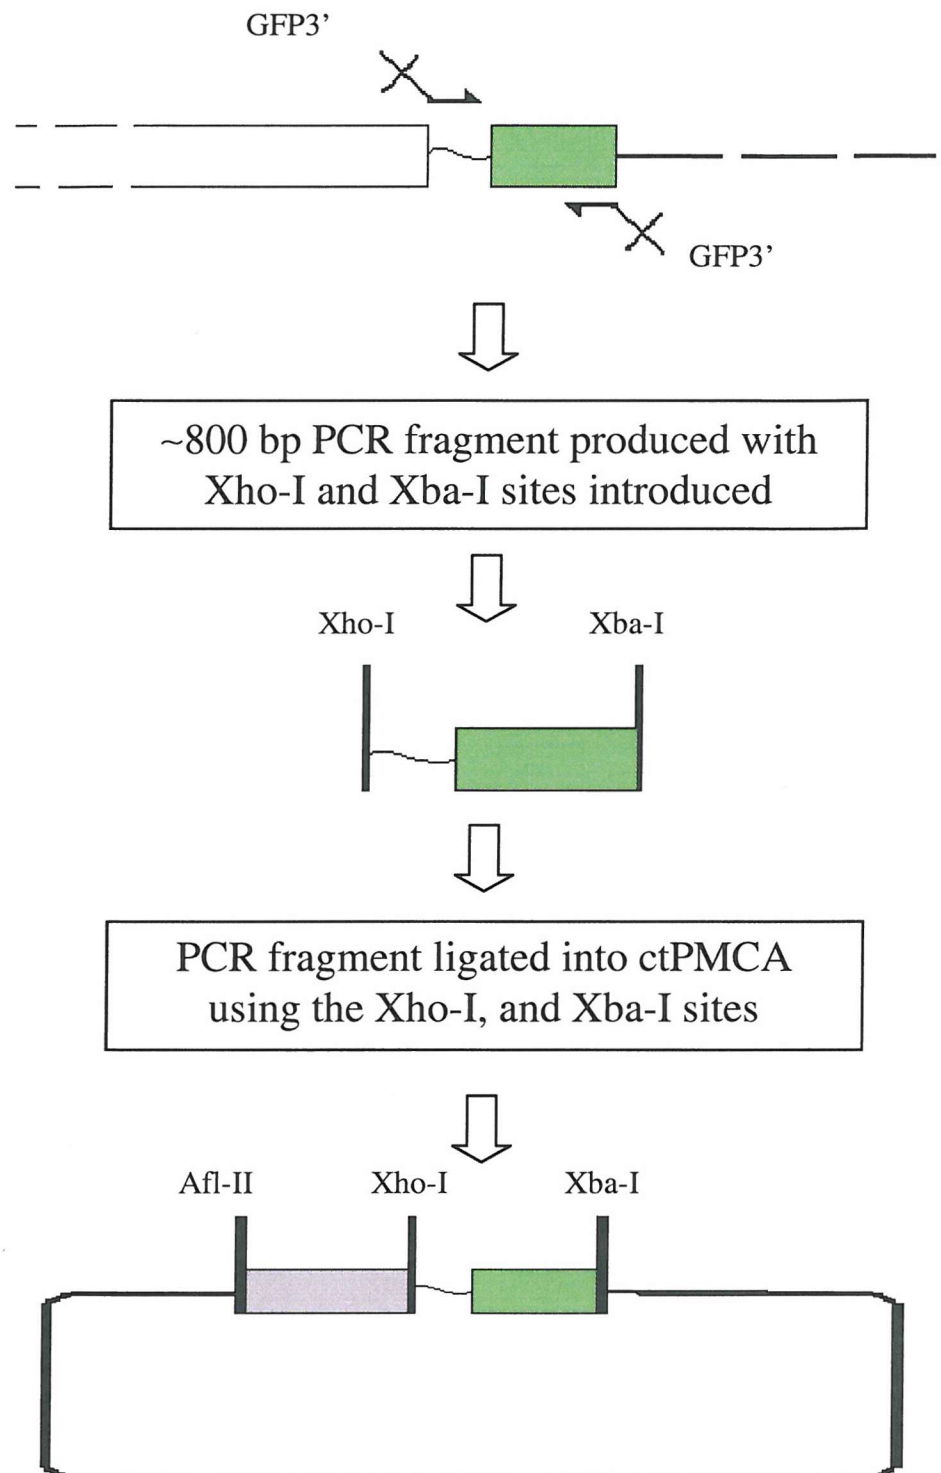 GFP3’
GFP3’
~800 bp PCR fragment produced with
Xho-I and Xba-I sites introduced
Xho-I Xba-I
PCR fragment ligated into ctPMCA
using the Xho-I, and Xba-I sites
Afl-II Xho-I Xba-I